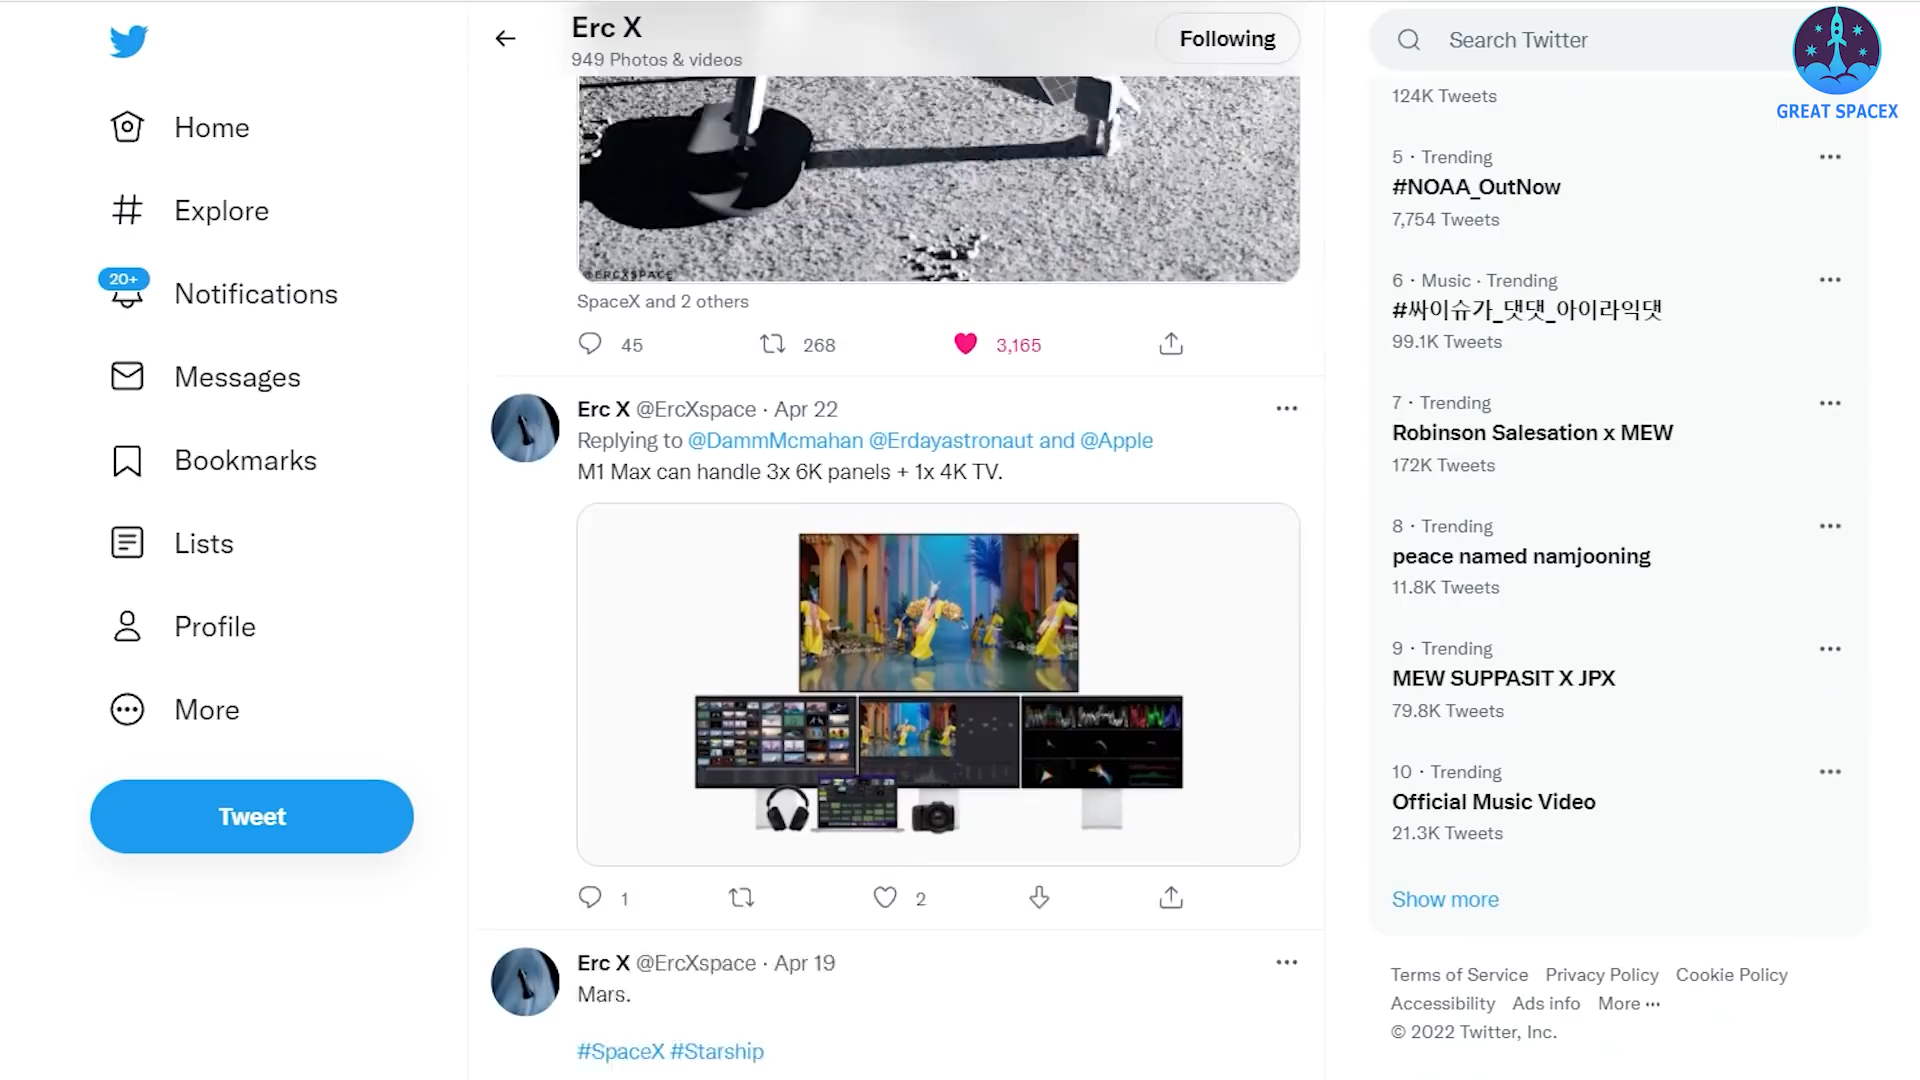 Home
Explore
20+
Notifications
Messages
Bookmarks
Lists
Profile
More
Tweet
Erc X
949 Photos & videos
Following
@ERCXSPACE
SpaceX and 2 others
45
268
3,165
Erc X @ErcXspace · Apr 22
Replying to @DammMcmahan @Erdayastronaut and @Apple
M1 Max can handle 3x 6K panels + 1x 4K TV.
1
2
Erc X @ErcXspace · Apr 19
Mars.
#SpaceX #Starship
Search Twitter
GREAT SPACEX
124K Tweets
5 · Trending
#NOAA_OutNow
7,754 Tweets
6 · Music · Trending
#싸이슈가_댓댓_아이라익댓
99.1K Tweets
7 · Trending
Robinson Salesation x MEW
172K Tweets
8 · Trending
peace named namjooning
11.8K Tweets
9 · Trending
MEW SUPPASIT X JPX
79.8K Tweets
10 · Trending
Official Music Video
21.3K Tweets
Show more
Terms of Service Privacy Policy Cookie Policy
Accessibility Ads info More ···
© 2022 Twitter, Inc.